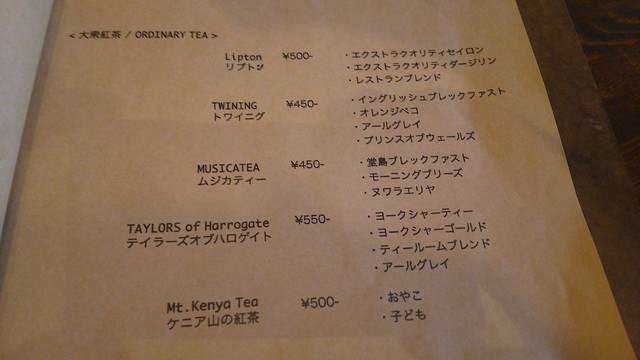 <大衆紅茶 / ORDINARY TEA>
Lipton ¥500- ・エクストラクオリティセイロン
リプトン ・エクストラクオリティダージリン
・レストランブレンド
TWINING ¥450- ・イングリッシュブレックファスト
トワイニグ ・オレンジペコ
・アールグレイ
・プリンスオブウェールズ
MUSICATEA ¥450- ・堂島ブレックファスト
ムジカティー ・モーニングブリーズ
・ヌワラエリヤ
TAYLORS of Harrogate ¥550- ・ヨークシャーティー
テイラーズオブハロゲイト ・ヨークシャーゴールド
・ティールームブレンド
・アールグレイ
Mt.Kenya Tea ¥500- ・おやこ
ケニア山の紅茶 ・子ども